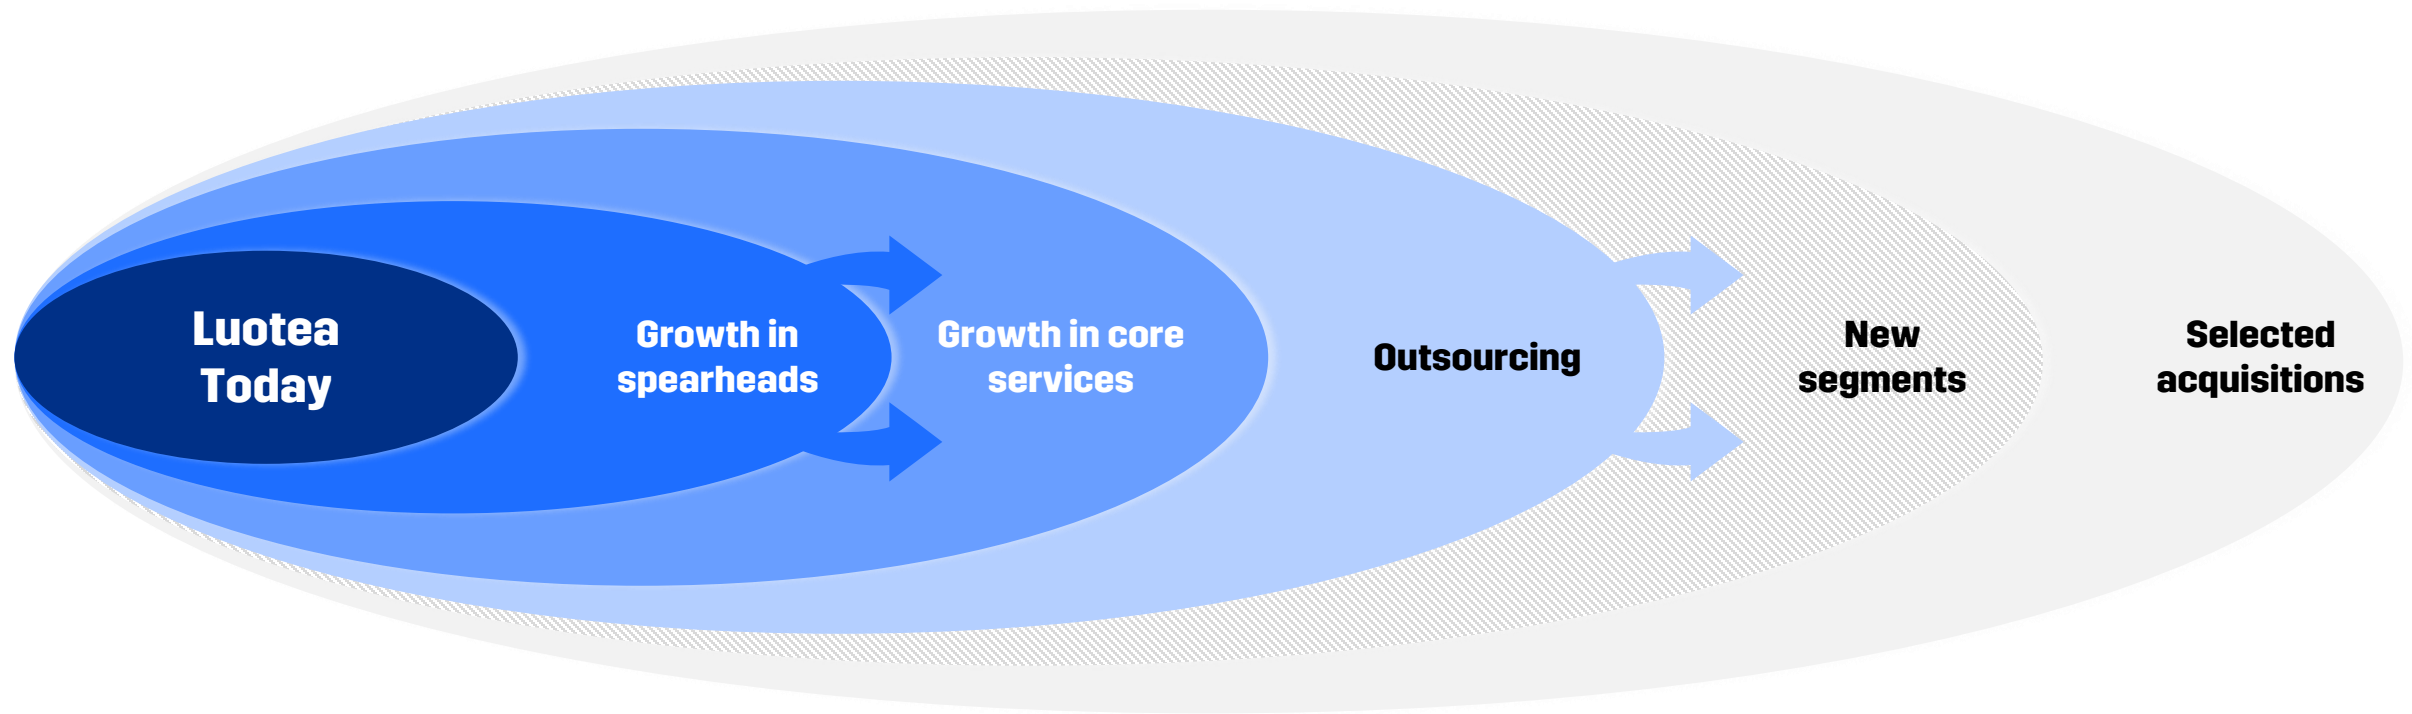 Luotea
Today
Growth in
spearheads
Growth in core
services
Outsourcing
New
segments
Selected
acquisitions